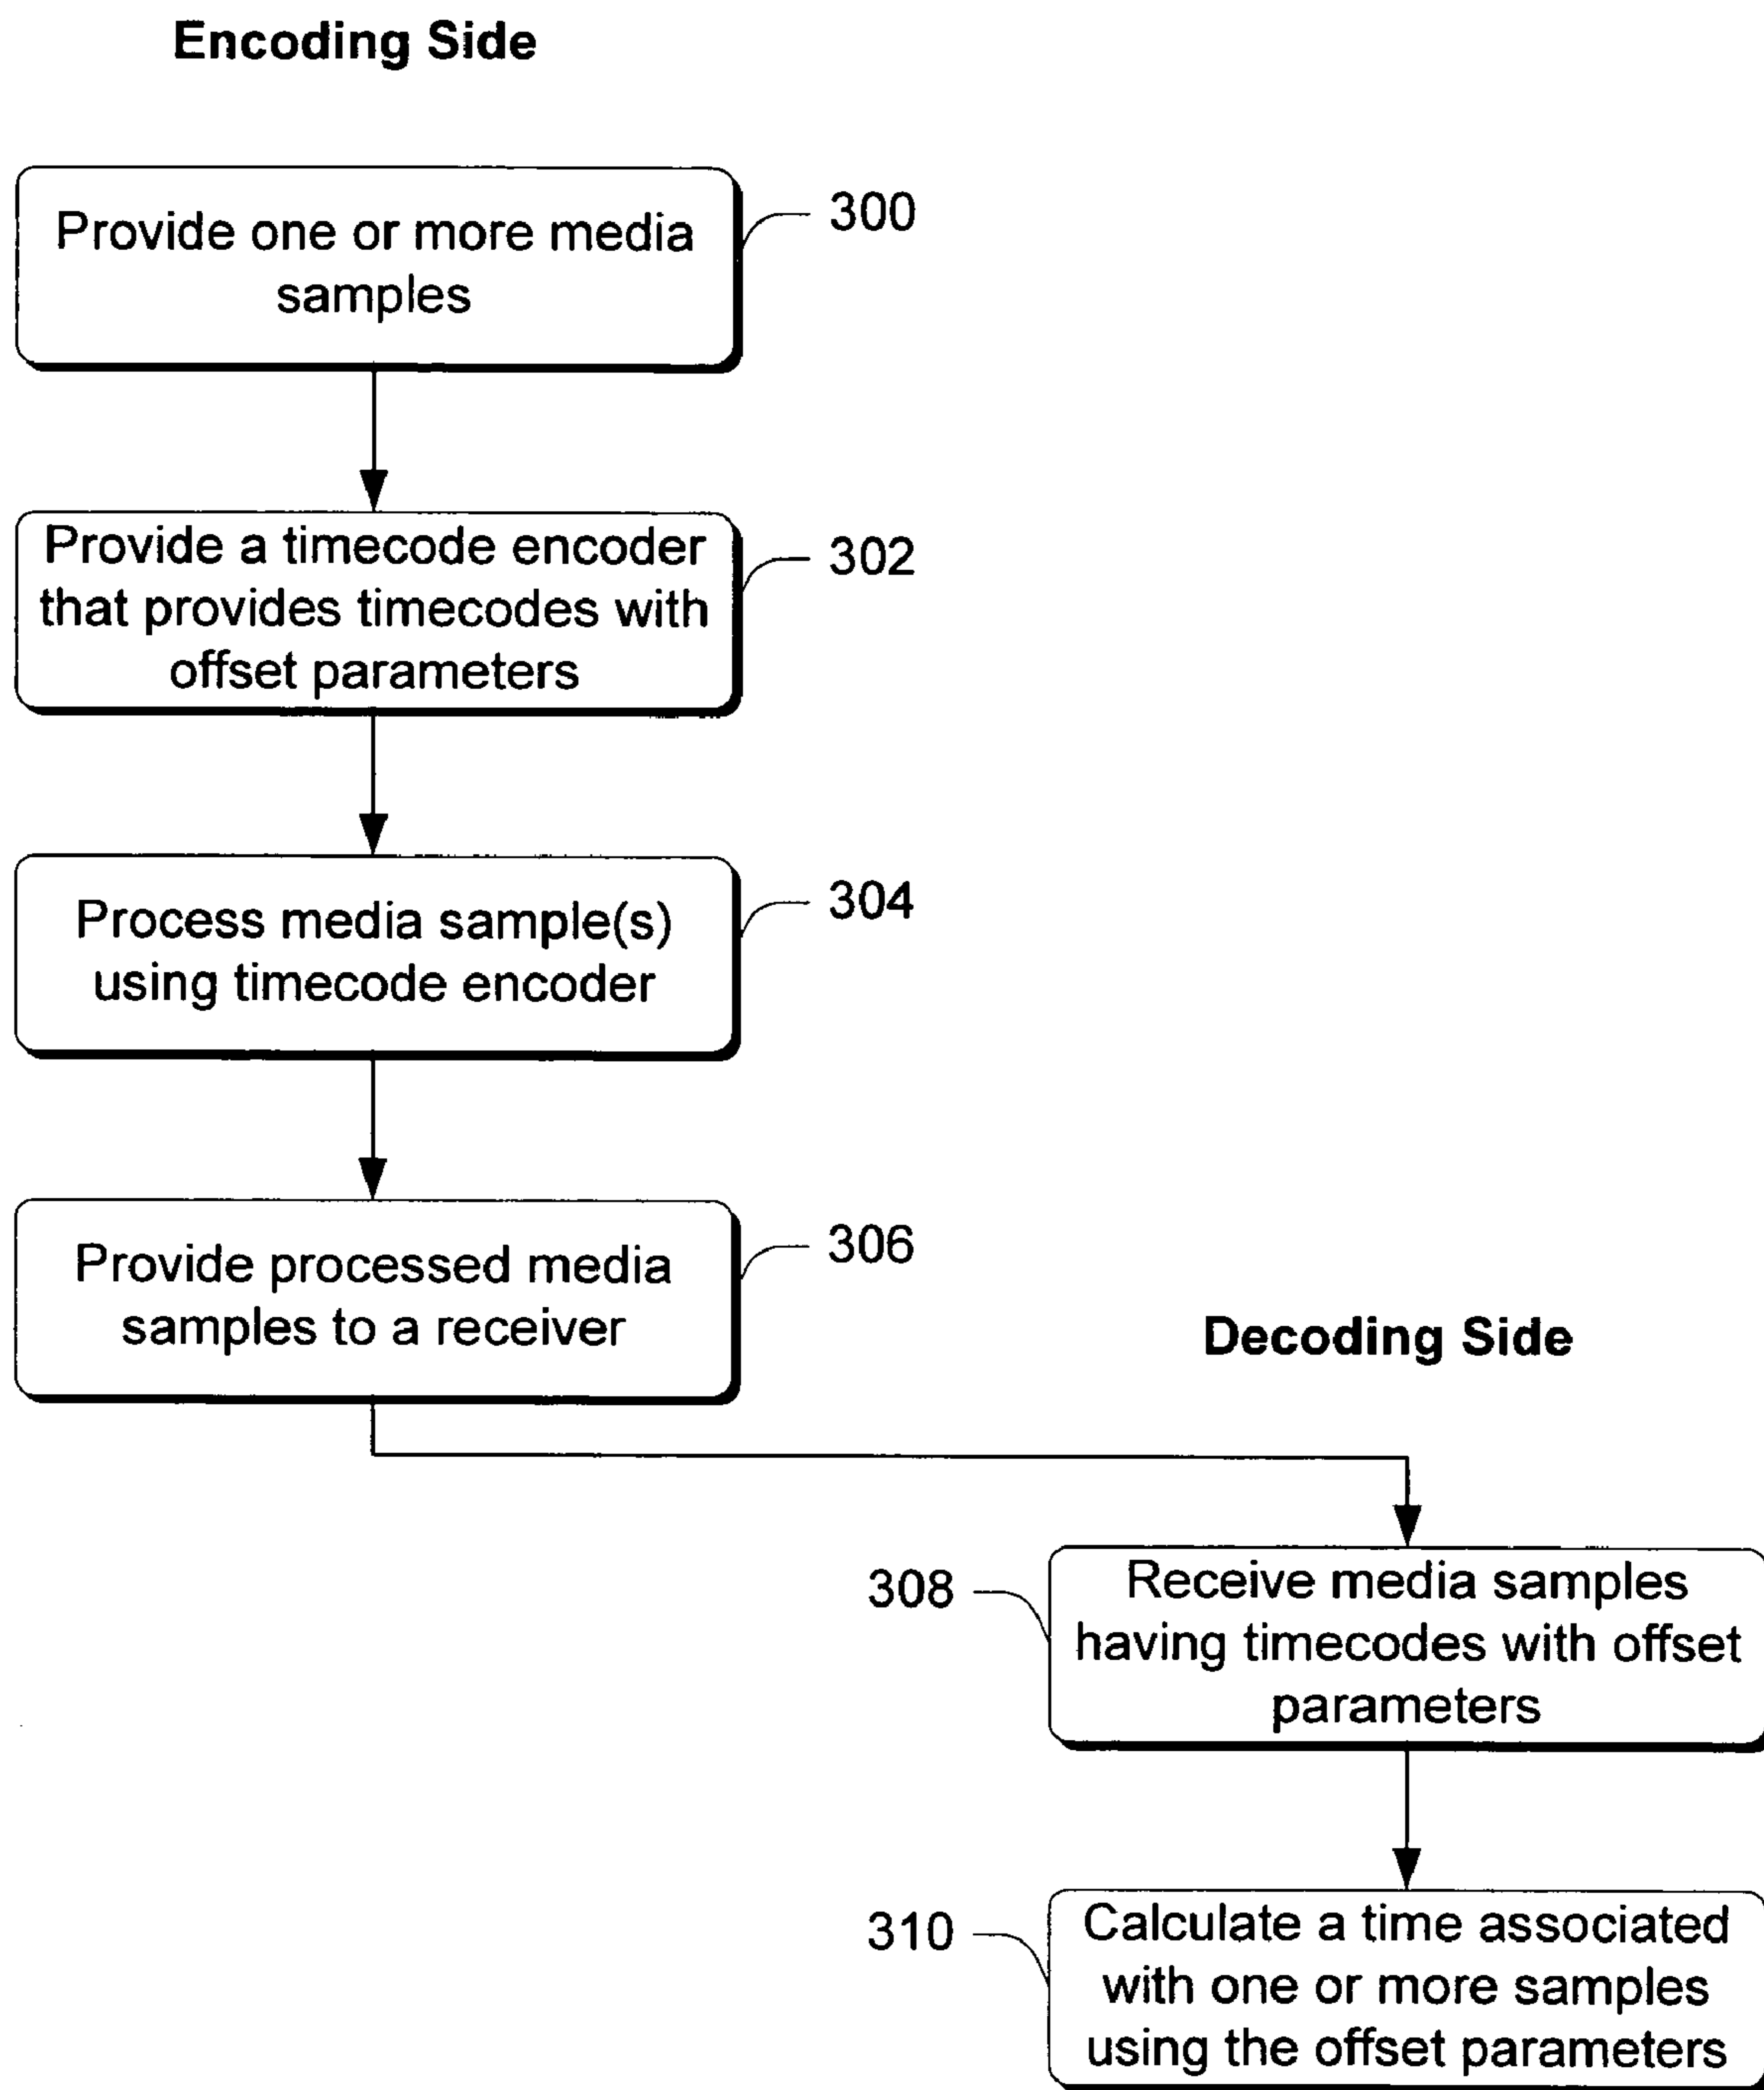 Encoding Side
Provide one or more media
samples
300
Provide a timecode encoder
that provides timecodes with
offset parameters
302
Process media sample(s)
using timecode encoder
304
Provide processed media
samples to a receiver
306
Decoding Side
308
Receive media samples
having timecodes with offset
parameters
310
Calculate a time associated
with one or more samples
using the offset parameters